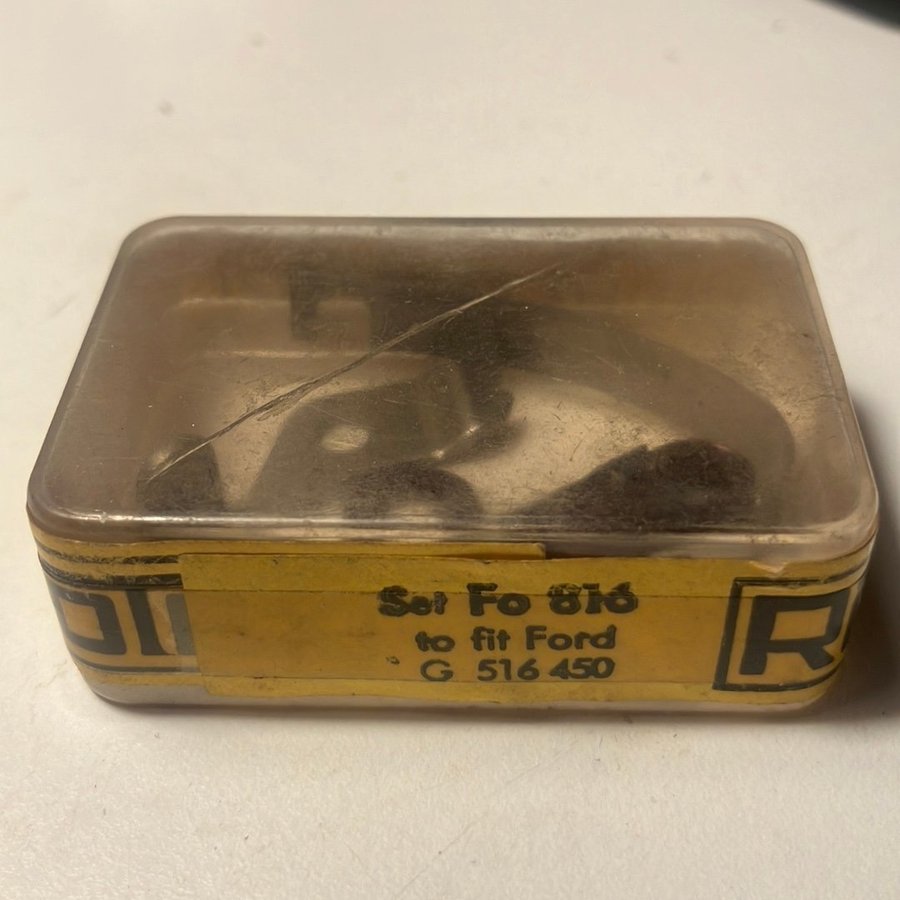 Set Fo 816
to fit Ford
G 516 450
R